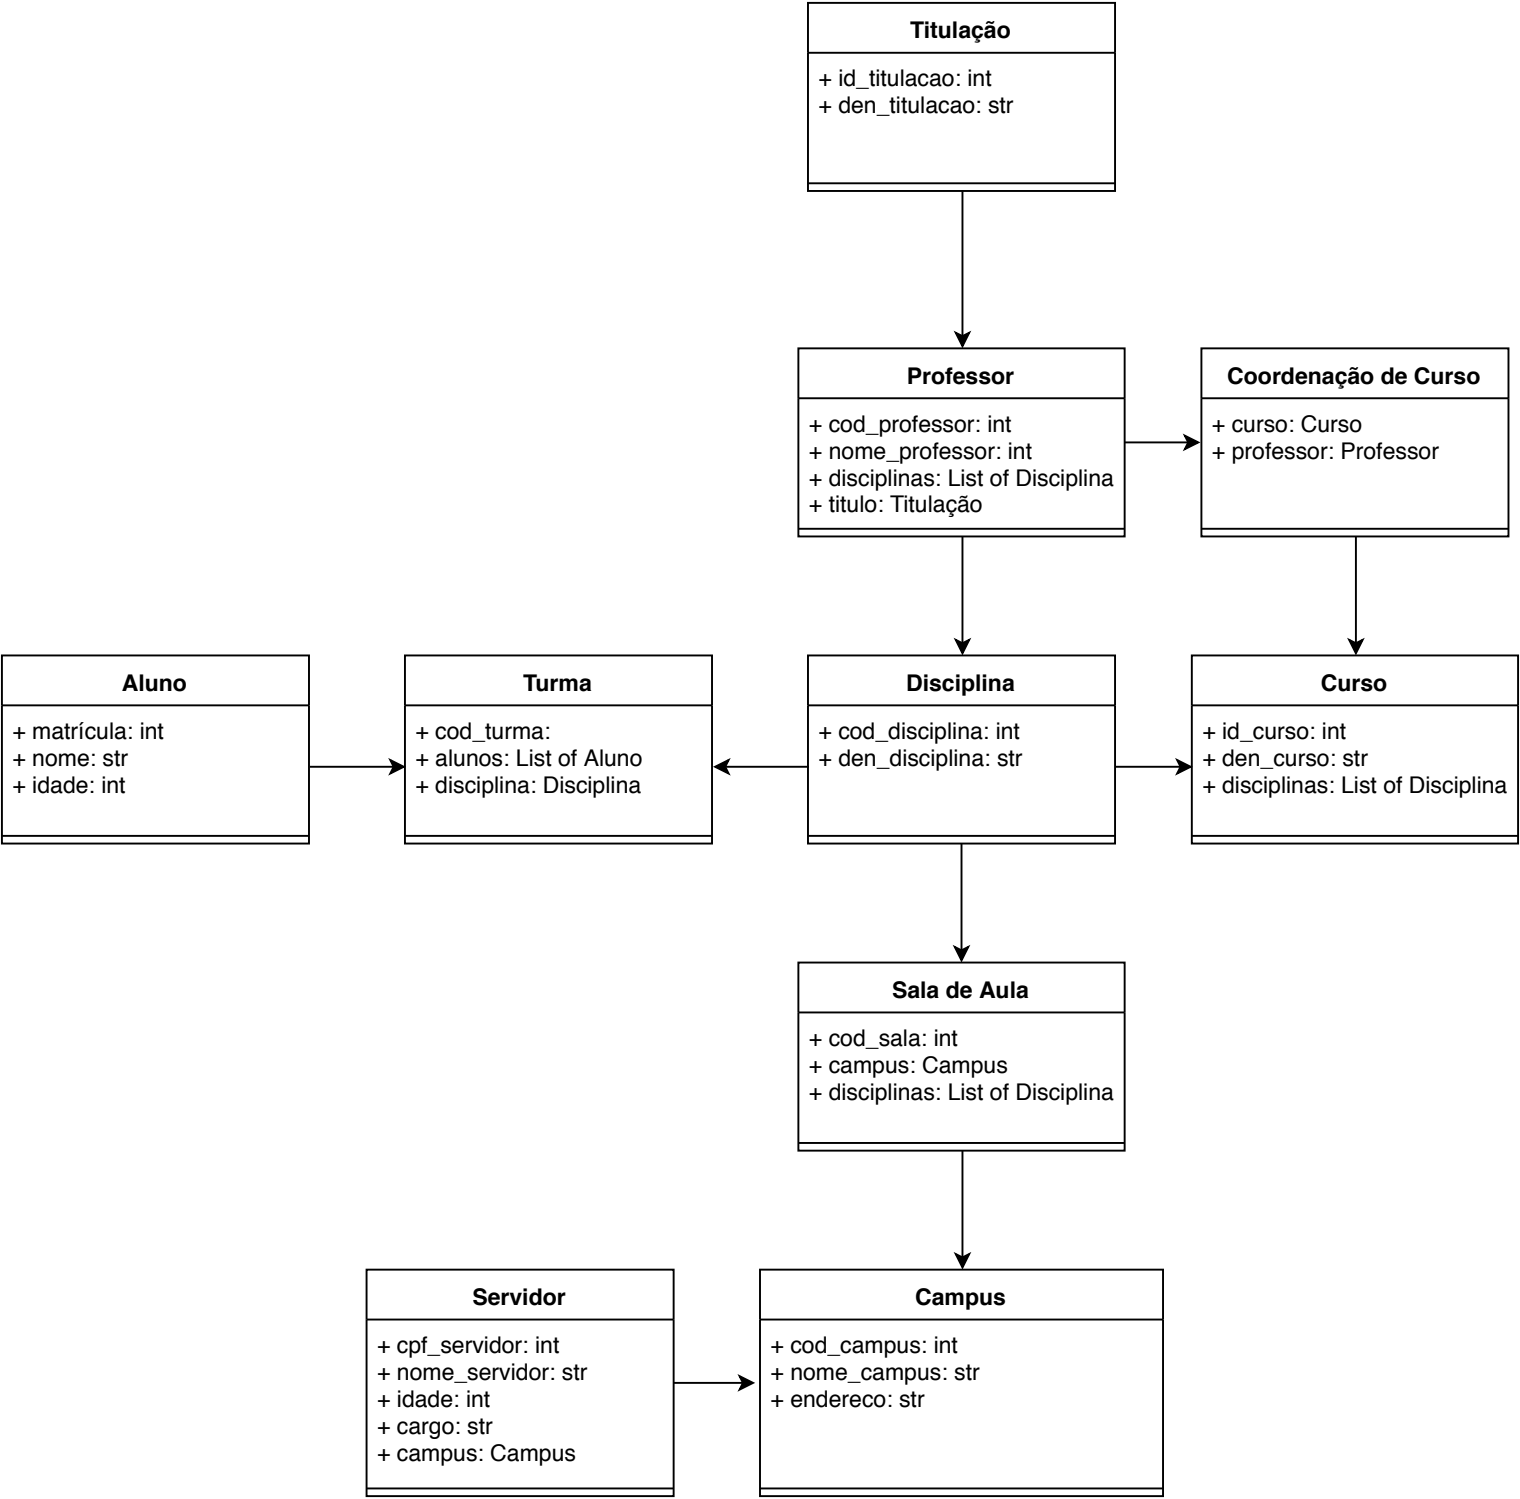 Titulação
+ id_titulacao: int
+ den_titulacao: str
Professor
+ cod_professor: int
+ nome_professor: int
+ disciplinas: List of Disciplina
+ titulo: Titulação
Coordenação de Curso
+ curso: Curso
+ professor: Professor
Aluno
+ matrícula: int
+ nome: str
+ idade: int
Turma
+ cod_turma:
+ alunos: List of Aluno
+ disciplina: Disciplina
Disciplina
+ cod_disciplina: int
+ den_disciplina: str
Curso
+ id_curso: int
+ den_curso: str
+ disciplinas: List of Disciplina
Sala de Aula
+ cod_sala: int
+ campus: Campus
+ disciplinas: List of Disciplina
Servidor
+ cpf_servidor: int
+ nome_servidor: str
+ idade: int
+ cargo: str
+ campus: Campus
Campus
+ cod_campus: int
+ nome_campus: str
+ endereco: str